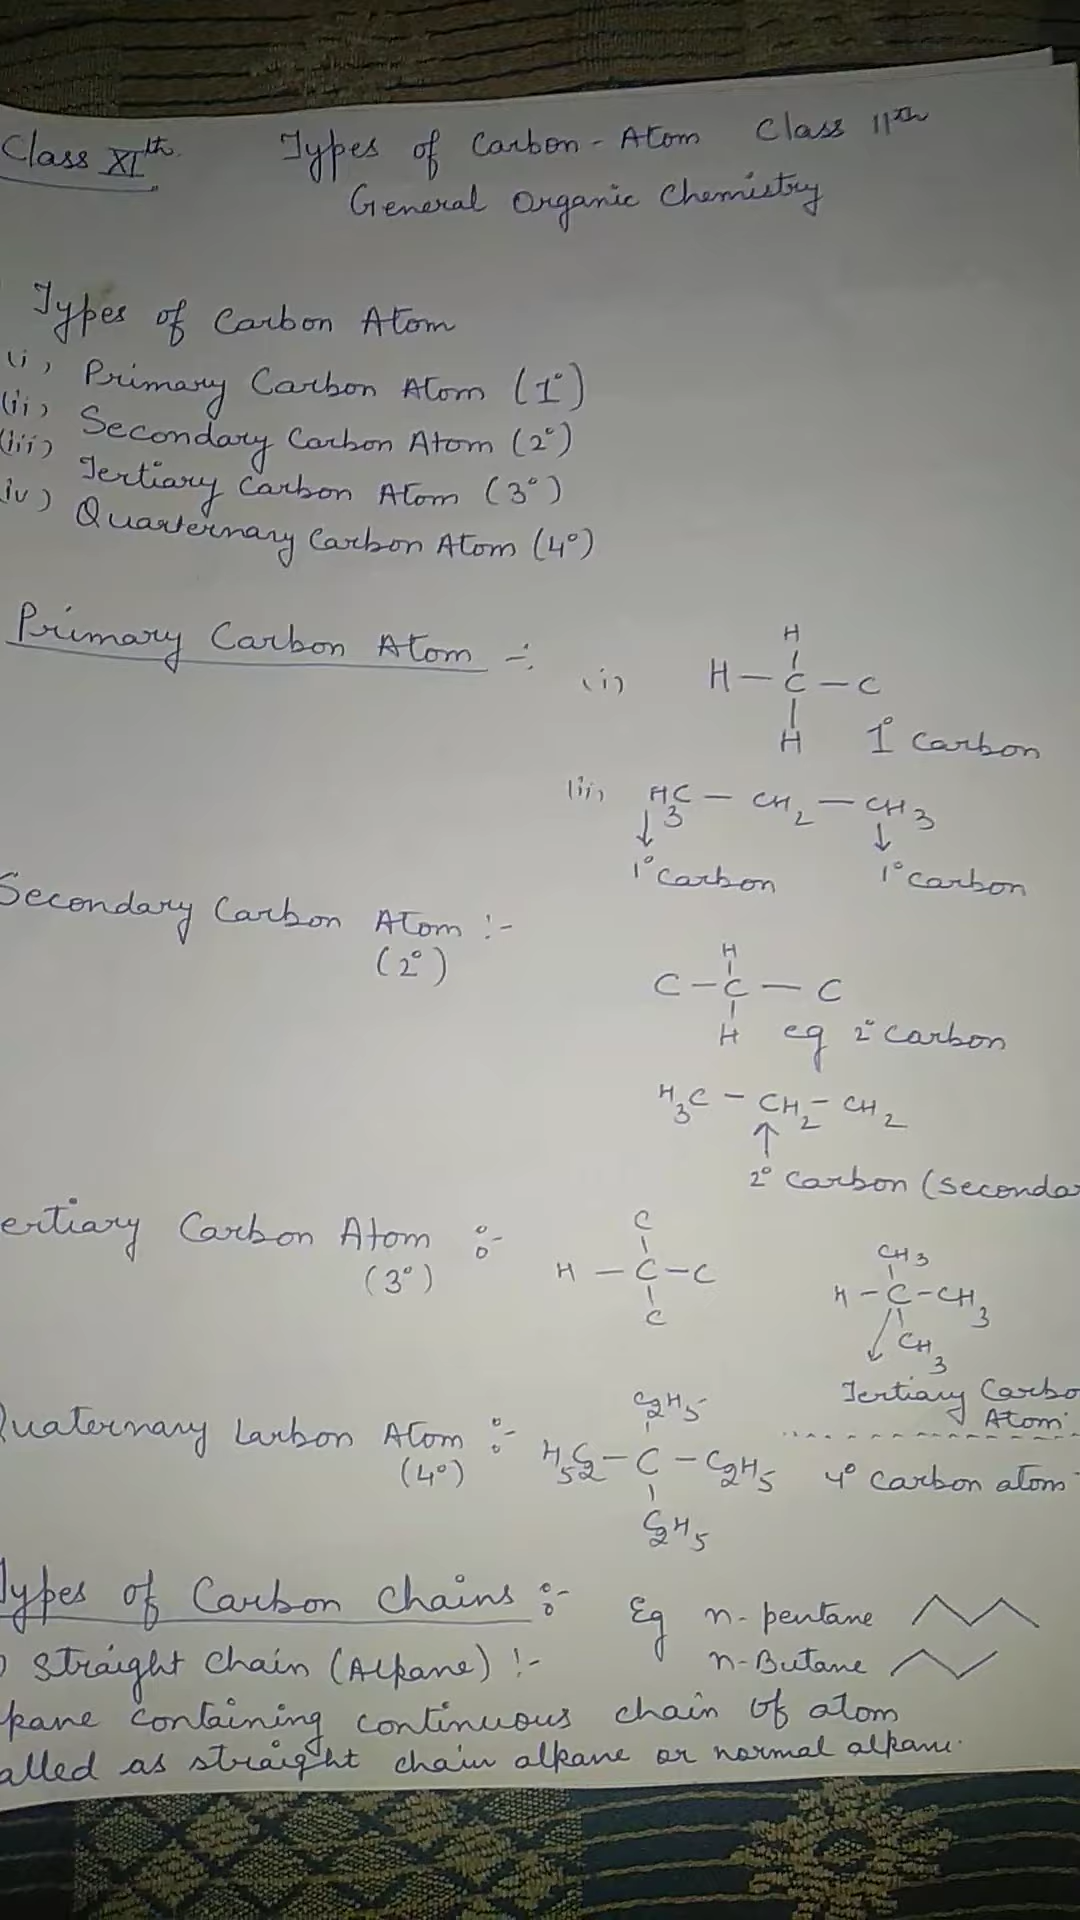 Class XIth Types of Carbon - Atom Class 11th
General Organic Chemistry
Types of Carbon Atom
(i) Primary Carbon Atom (1°)
(ii) Secondary Carbon Atom (2°)
(iii) Tertiary Carbon Atom (3°)
iv) Quarternary Carbon Atom (4°)
Primary Carbon Atom :-
H
(i) H - C - C
H 1° Carbon
(ii) H3C - CH2 - CH3
1° Carbon 1° Carbon
Secondary Carbon Atom :-
(2°)
H
C - C - C
H eg 2° Carbon
H3C - CH2 - CH2
2° Carbon (Seconda
ertiary Carbon Atom :-
(3°)
C
H - C - C
C
CH3
H - C - CH3
CH3
Tertiary Carbo
Atom
Quaternary Carbon Atom :-
(4°)
C2H5
H5C2 - C - C2H5 4° Carbon atom
C2H5
Types of Carbon Chains :- Eg n-pentane
) Straight Chain (Alkane) :- n-Butane
kane containing continuous chain of atom
alled as straight chain alkane or normal alkane.